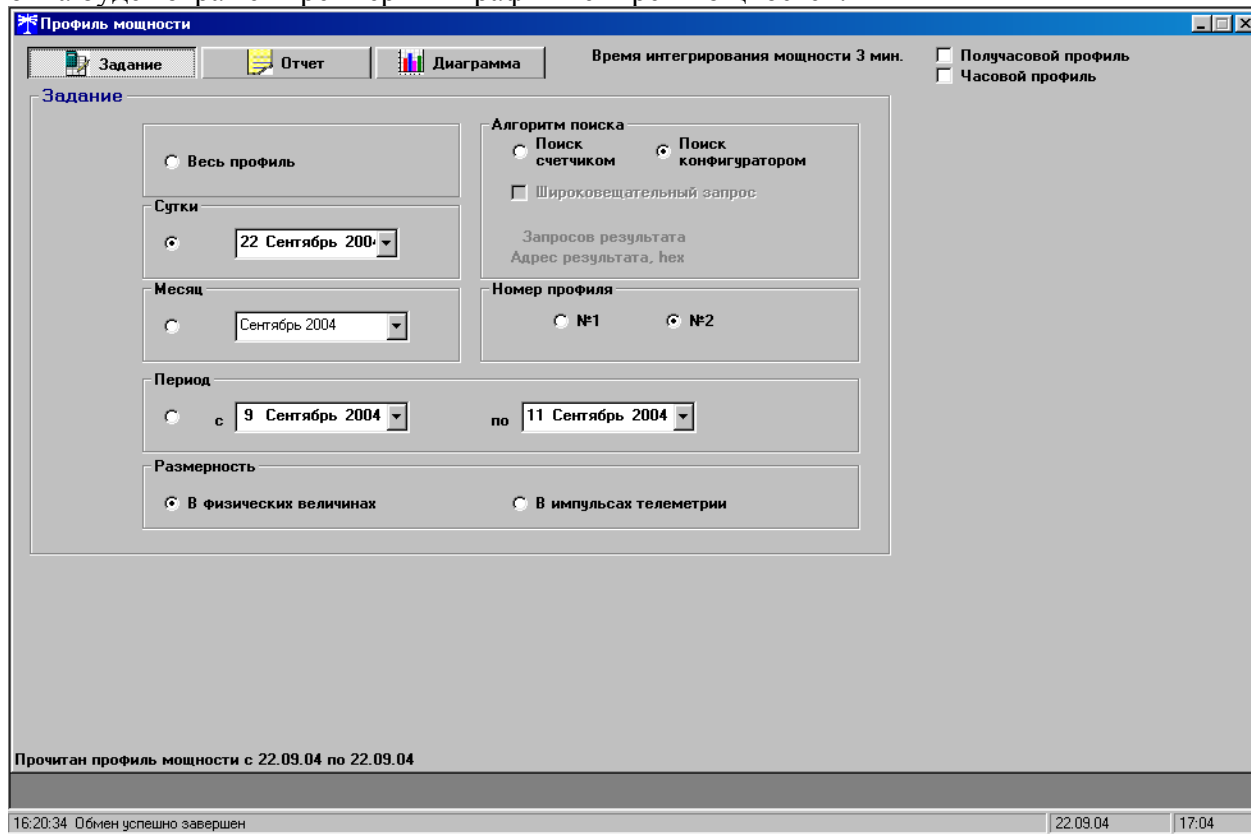 Профиль мощности
Задание
Отчет
Диаграмма
Время интегрирования мощности 3 мин.
Получасовой профиль
Часовой профиль
Задание
Весь профиль
Алгоритм поиска
Поиск счетчиком
Поиск конфигуратором
Широковещательный запрос
Запросов результата
Адрес результата, hex
Сутки
22 Сентябрь 200
Месяц
Сентябрь 2004
Номер профиля
№1
№2
Период
с 9 Сентябрь 2004
по 11 Сентябрь 2004
Размерность
В физических величинах
В импульсах телеметрии
Прочитан профиль мощности с 22.09.04 по 22.09.04
16:20:34 Обмен успешно завершен
22.09.04
17:04